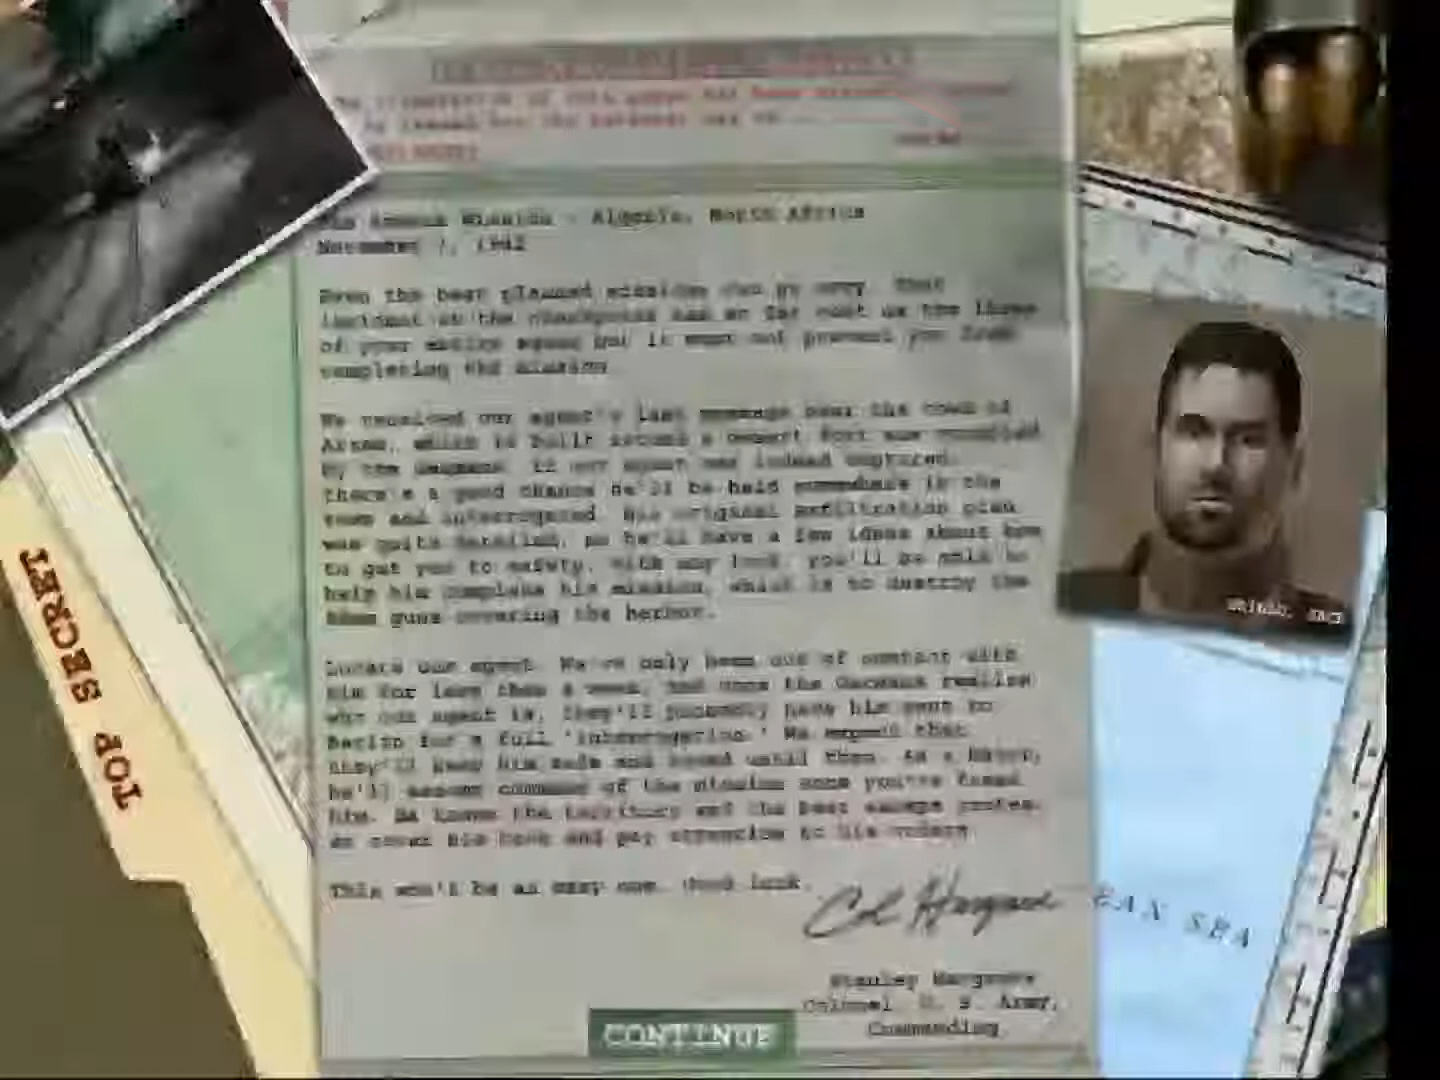 TOP SECRET
The Arnem Mission - Algeria, North Africa
November 7, 1942
Even the best planned missions can go awry. That
incident at the checkpoint has so far cost us the lives
of your entire squad but it must not prevent you from
completing the mission.
We received our agent's last message near the town of
Arzew, which is built around a desert fort now occupied
by the Germans. If our agent was indeed captured,
there's a good chance he'll be held somewhere in the
town and interrogated. His original exfiltration plan
was quite detailed, so he'll have a few ideas about how
to get you to safety. With any luck, you'll be able to
help him complete his mission, which is to destroy the
guns covering the harbor.
Locate our agent. We've only been out of contact with
him for less than a week, and once the Germans realize
who our agent is, they'll probably have him sent to
Berlin for a full 'interrogation.' We expect that
they'll keep him safe and sound until then. As a Major,
he'll assume command of the mission once you've found
him. He knows the territory and the best escape routes,
so cover his back and pay attention to his orders.
This won't be an easy one. Good luck.
Col Hargrove
EAN SEA
Stanley Hargrove
Colonel, U. S. Army,
Commanding
CONTINUE